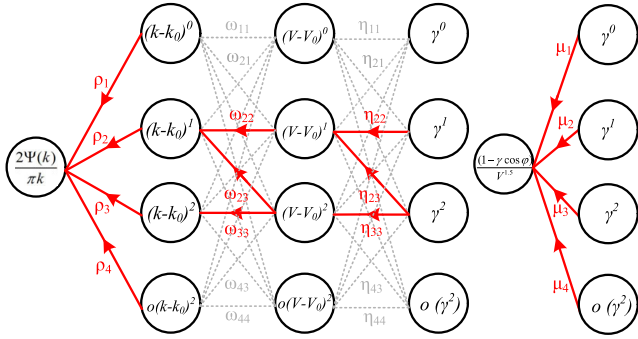 (k-k₀)⁰ ω₁₁ (V-V₀)⁰ η₁₁ γ⁰ μ₁ γ⁰
ρ₁ ω₂₁ η₂₁
(k-k₀)¹ ω₂₂ (V-V₀)¹ η₂₂ γ¹ μ₂ γ¹
ρ₂
2Ψ(k)/πk (1-γcosφ)/V^1.5
ρ₃ (k-k₀)² ω₂₃ (V-V₀)² η₂₃ γ² μ₃ γ²
ω₃₃ η₃₃
ρ₄ ω₄₃ η₄₃ μ₄
o(k-k₀)² ω₄₄ o(V-V₀)² η₄₄ o(γ²) o(γ²)